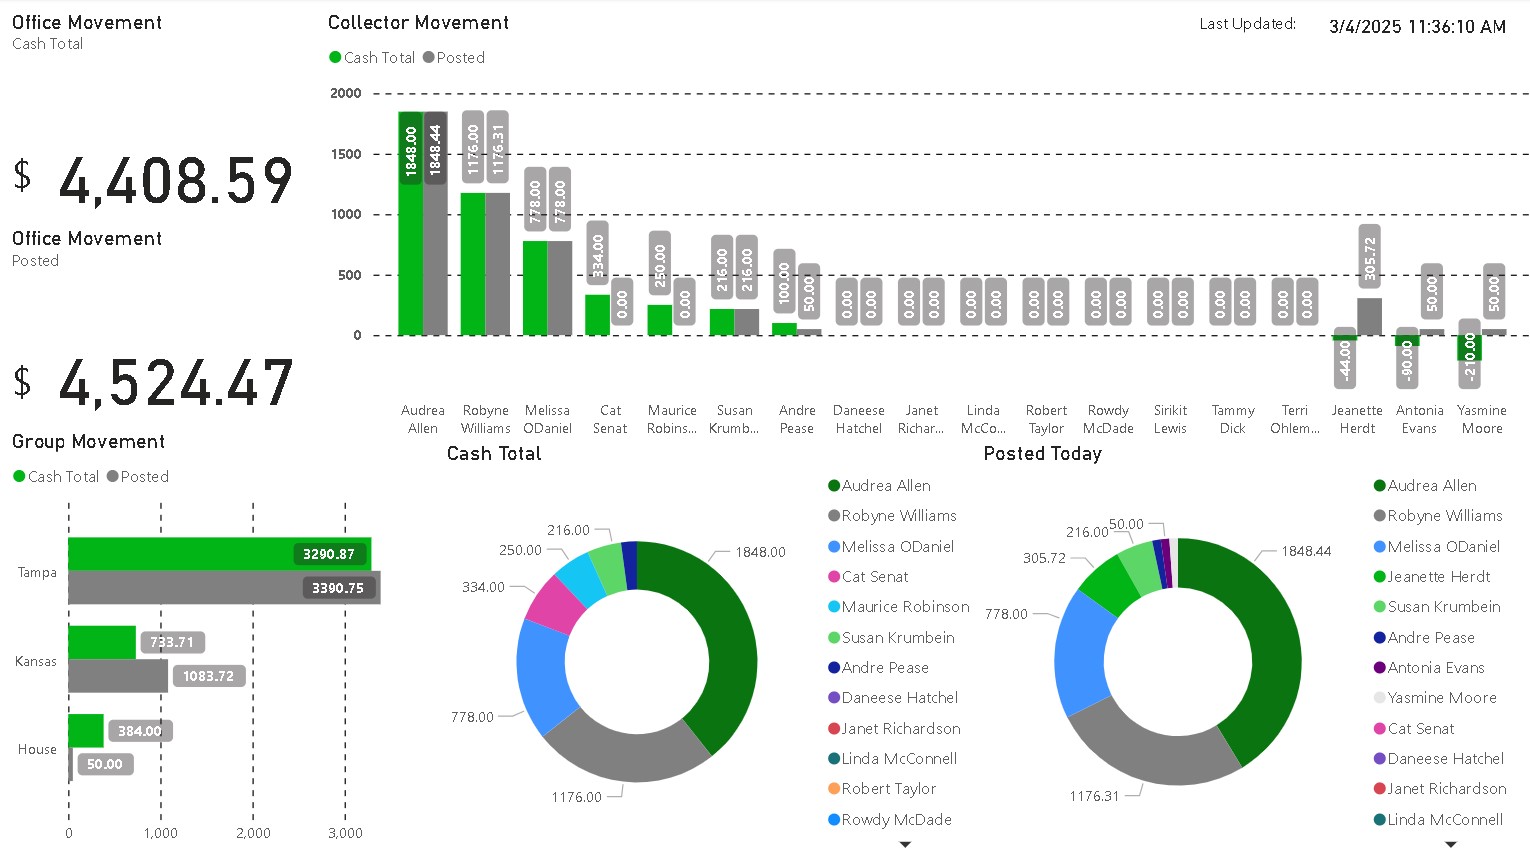 Office Movement
Cash Total
$ 4,408.59
Office Movement
Posted
$ 4,524.47
Collector Movement
Cash Total Posted
Last Updated: 3/4/2025 11:36:10 AM
2000
1500
1000
500
0
1848.00 1848.44
1176.00 1176.31
778.00 778.00
334.00 0.00
250.00 0.00
216.00 216.00
100.00 50.00
0.00 0.00
0.00 0.00
0.00 0.00
0.00 0.00
0.00 0.00
0.00 0.00
0.00 0.00
0.00 0.00
-44.00 305.72
-90.00 50.00
-210.00 50.00
Audrea Allen
Robyne Williams
Melissa ODaniel
Cat Senat
Maurice Robins...
Susan Krumb...
Andre Pease
Daneese Hatchel
Janet Richar...
Linda McCo...
Robert Taylor
Rowdy McDade
Sirikit Lewis
Tammy Dick
Terri Ohlem...
Jeanette Herdt
Antonia Evans
Yasmine Moore
Group Movement
Cash Total Posted
Tampa
3290.87
3390.75
Kansas
733.71
1083.72
House
384.00
50.00
0 1,000 2,000 3,000
Cash Total
216.00
250.00
334.00
778.00
1176.00
1848.00
Audrea Allen
Robyne Williams
Melissa ODaniel
Cat Senat
Maurice Robinson
Susan Krumbein
Andre Pease
Daneese Hatchel
Janet Richardson
Linda McConnell
Robert Taylor
Rowdy McDade
Posted Today
50.00
216.00
305.72
778.00
1176.31
1848.44
Audrea Allen
Robyne Williams
Melissa ODaniel
Jeanette Herdt
Susan Krumbein
Andre Pease
Antonia Evans
Yasmine Moore
Cat Senat
Daneese Hatchel
Janet Richardson
Linda McConnell